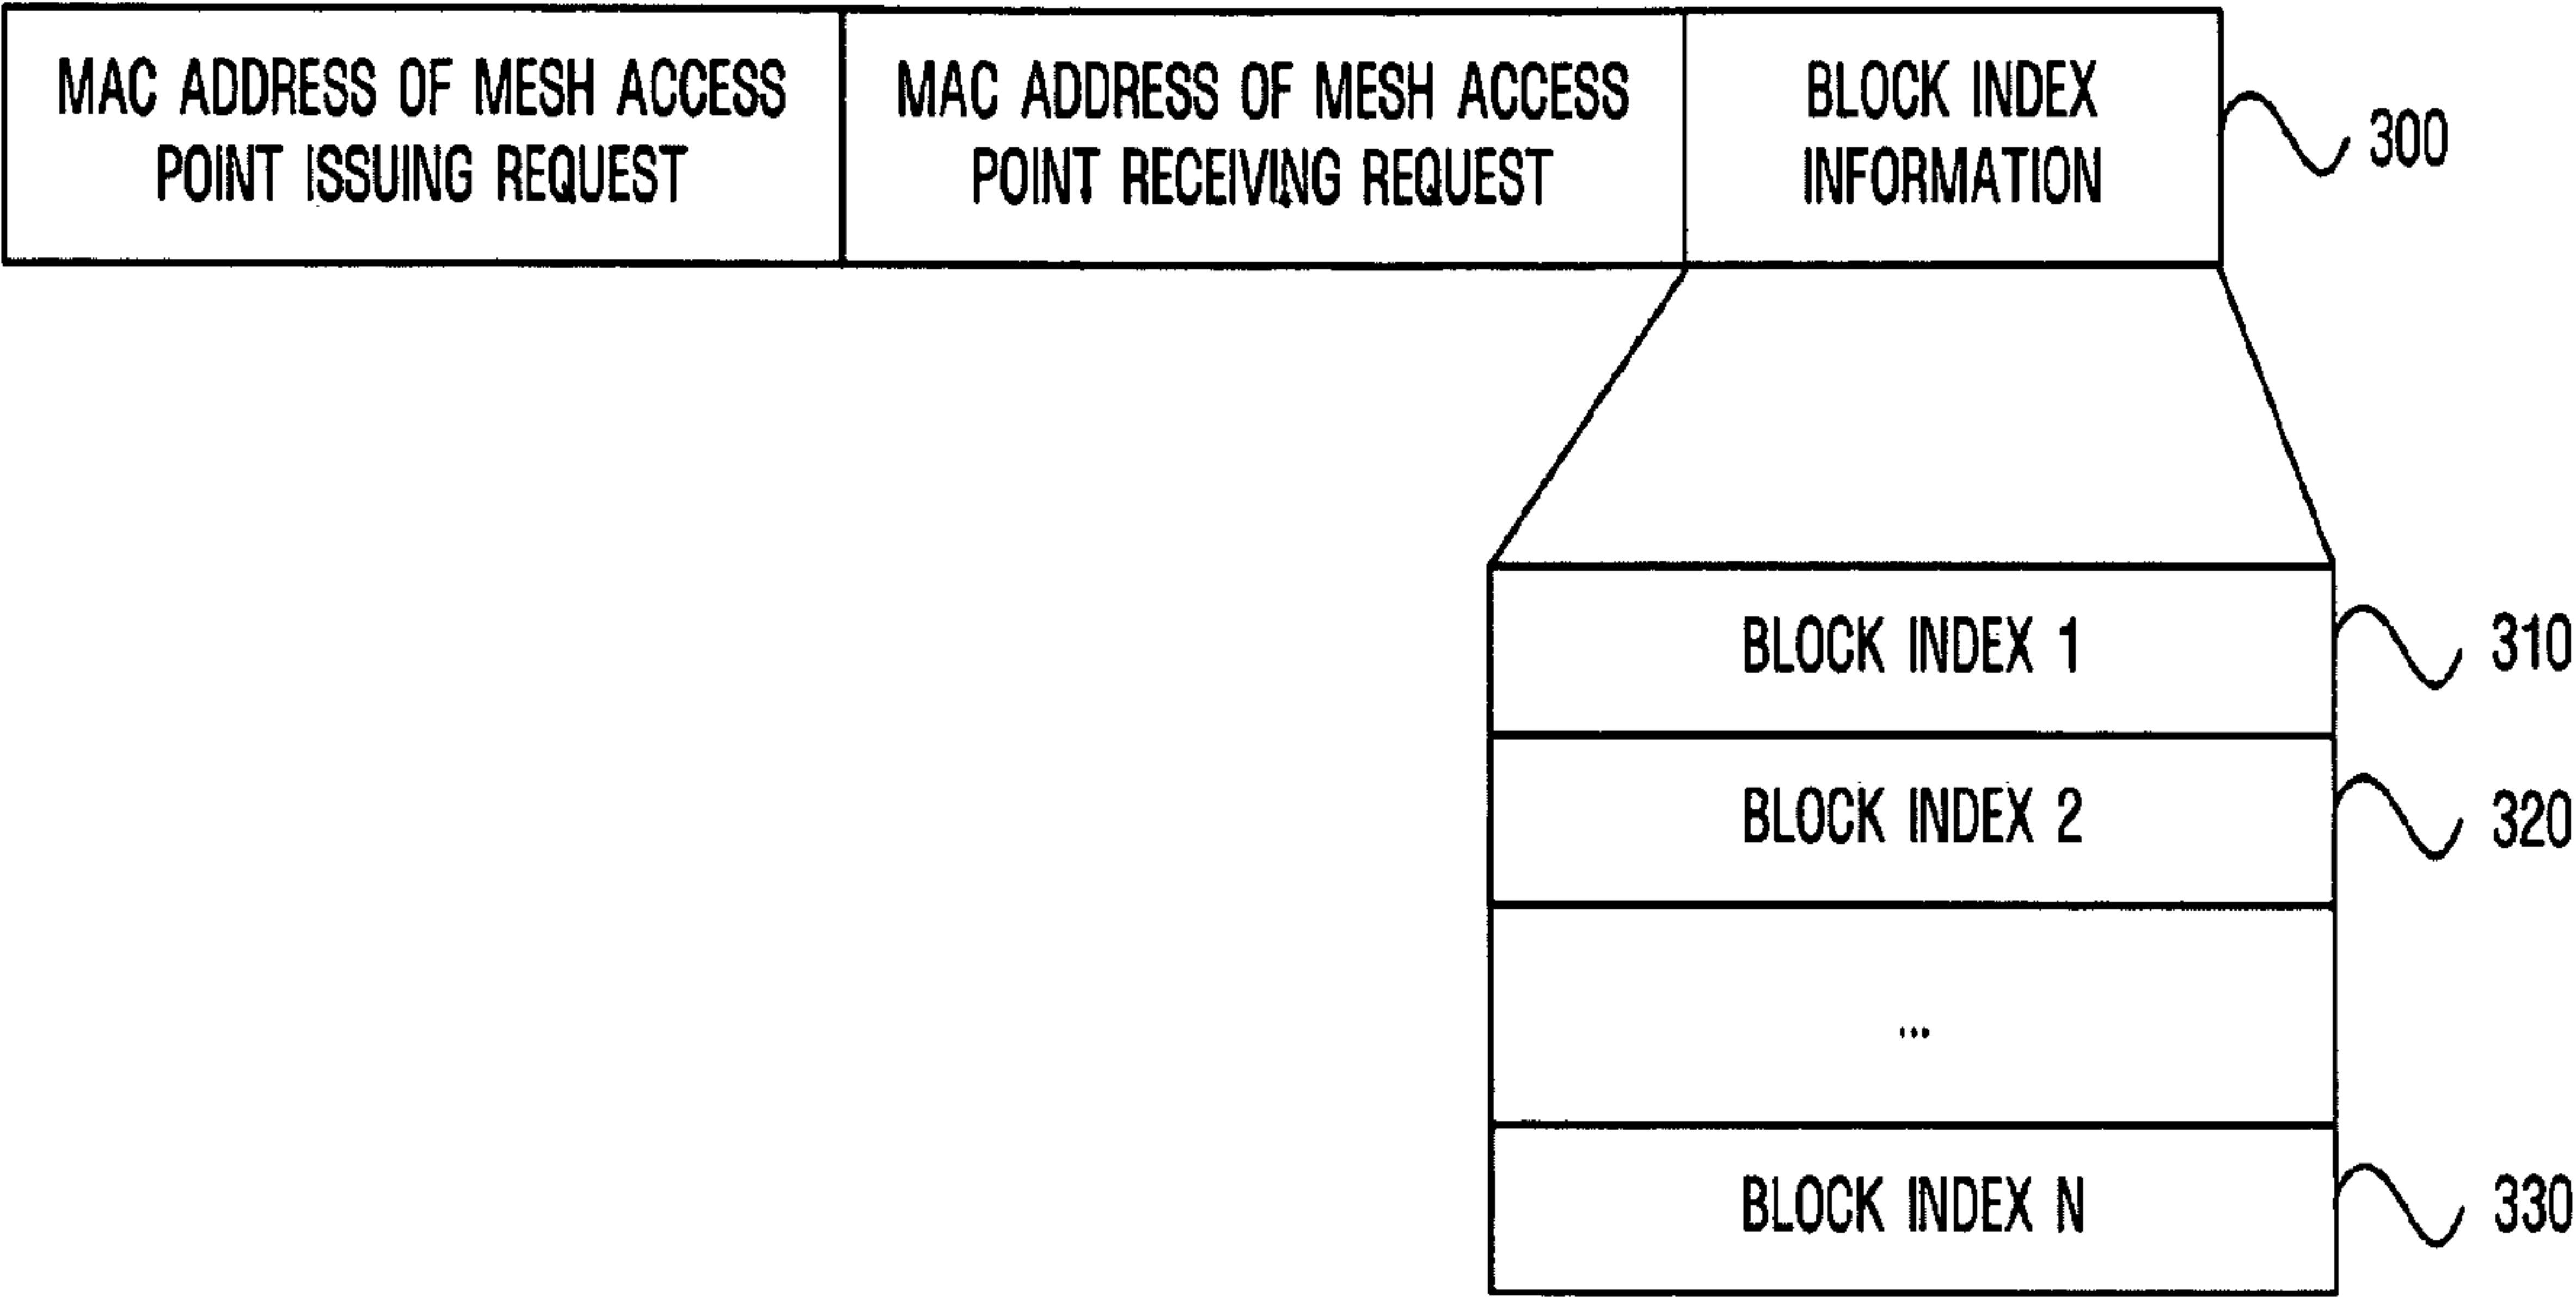 MAC ADDRESS OF MESH ACCESS
POINT ISSUING REQUEST
MAC ADDRESS OF MESH ACCESS
POINT RECEIVING REQUEST
BLOCK INDEX
INFORMATION
300
BLOCK INDEX 1
310
BLOCK INDEX 2
320
...
BLOCK INDEX N
330